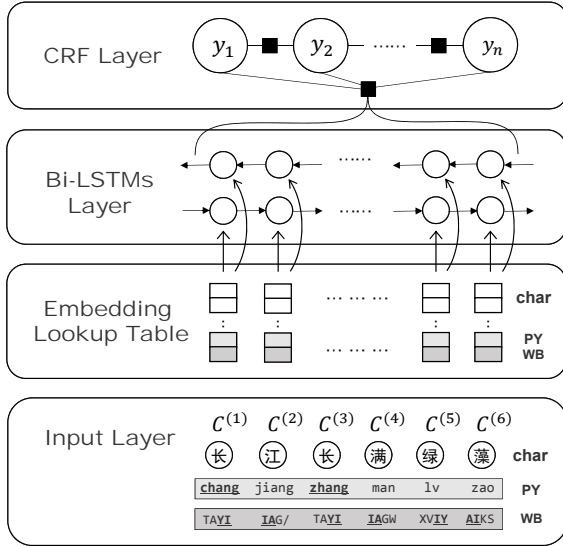 CRF Layer y₁ y₂ …… yₙ
Bi-LSTMs Layer ……
……
Embedding Lookup Table … … … char
… … … PY
WB
C⁽¹⁾ C⁽²⁾ C⁽³⁾ C⁽⁴⁾ C⁽⁵⁾ C⁽⁶⁾
Input Layer 长 江 长 满 绿 藻 char
chang jiang zhang man lv zao PY
TAYI IAG/ TAYI IAGW XVIY AIKS WB